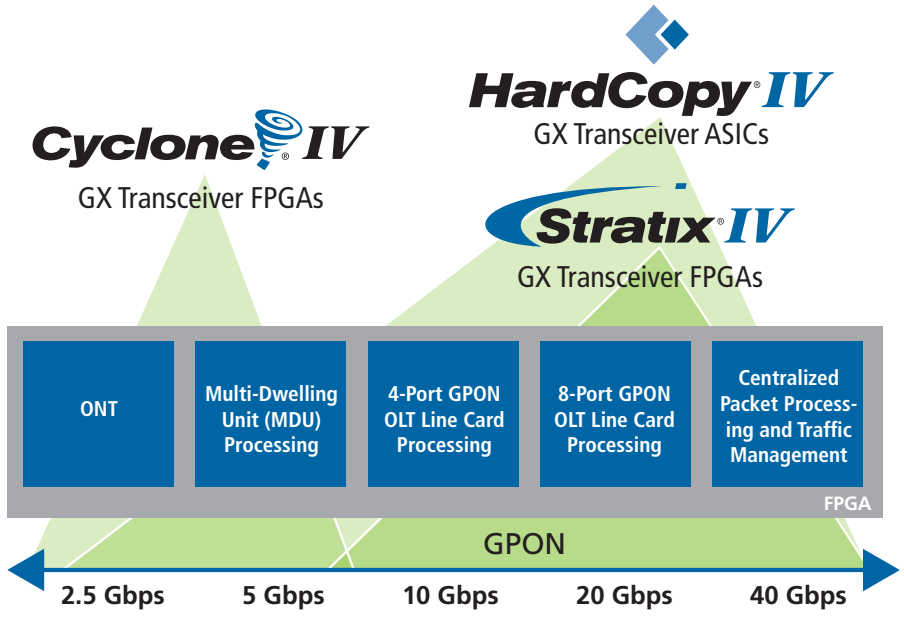 HardCopy® IV
GX Transceiver ASICs
Cyclone® IV
GX Transceiver FPGAs
Stratix® IV
GX Transceiver FPGAs
ONT
Multi-Dwelling
Unit (MDU)
Processing
4-Port GPON
OLT Line Card
Processing
8-Port GPON
OLT Line Card
Processing
Centralized
Packet Process-
ing and Traffic
Management
FPGA
GPON
2.5 Gbps
5 Gbps
10 Gbps
20 Gbps
40 Gbps